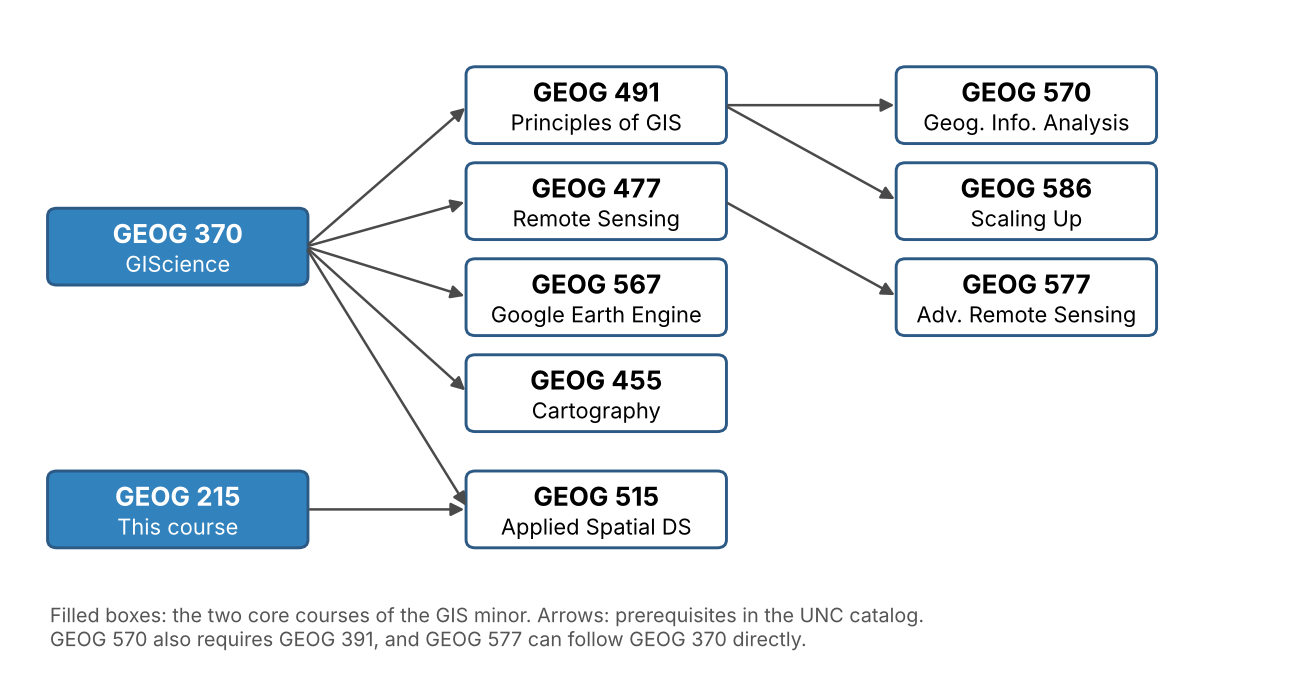 GEOG 370
GIScience
GEOG 215
This course
GEOG 491
Principles of GIS
GEOG 477
Remote Sensing
GEOG 567
Google Earth Engine
GEOG 455
Cartography
GEOG 515
Applied Spatial DS
GEOG 570
Geog. Info. Analysis
GEOG 586
Scaling Up
GEOG 577
Adv. Remote Sensing
Filled boxes: the two core courses of the GIS minor. Arrows: prerequisites in the UNC catalog.
GEOG 570 also requires GEOG 391, and GEOG 577 can follow GEOG 370 directly.